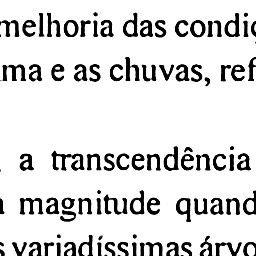 melhoria das condiç
ma e as chuvas, ref
a transcendência
magnitude quand
variadíssimas árvo